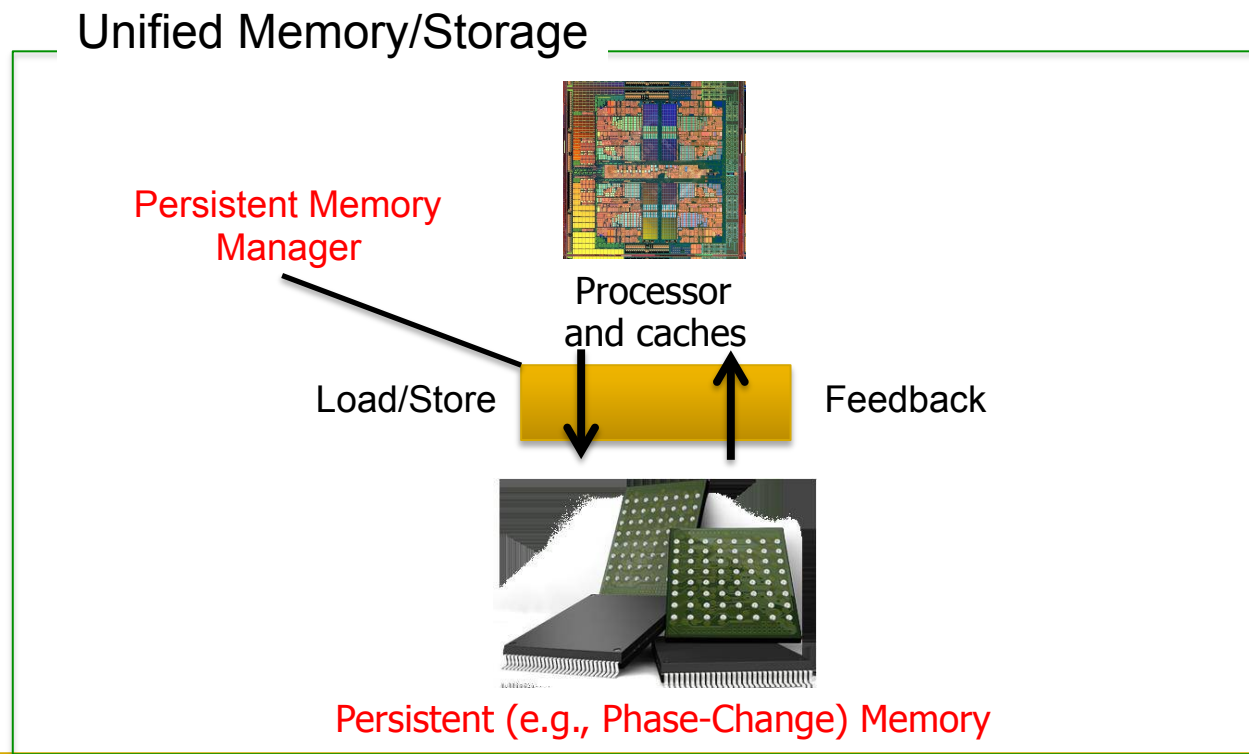 Unified Memory/Storage
Persistent Memory
Manager
Processor
and caches
Load/Store
Feedback
Persistent (e.g., Phase-Change) Memory